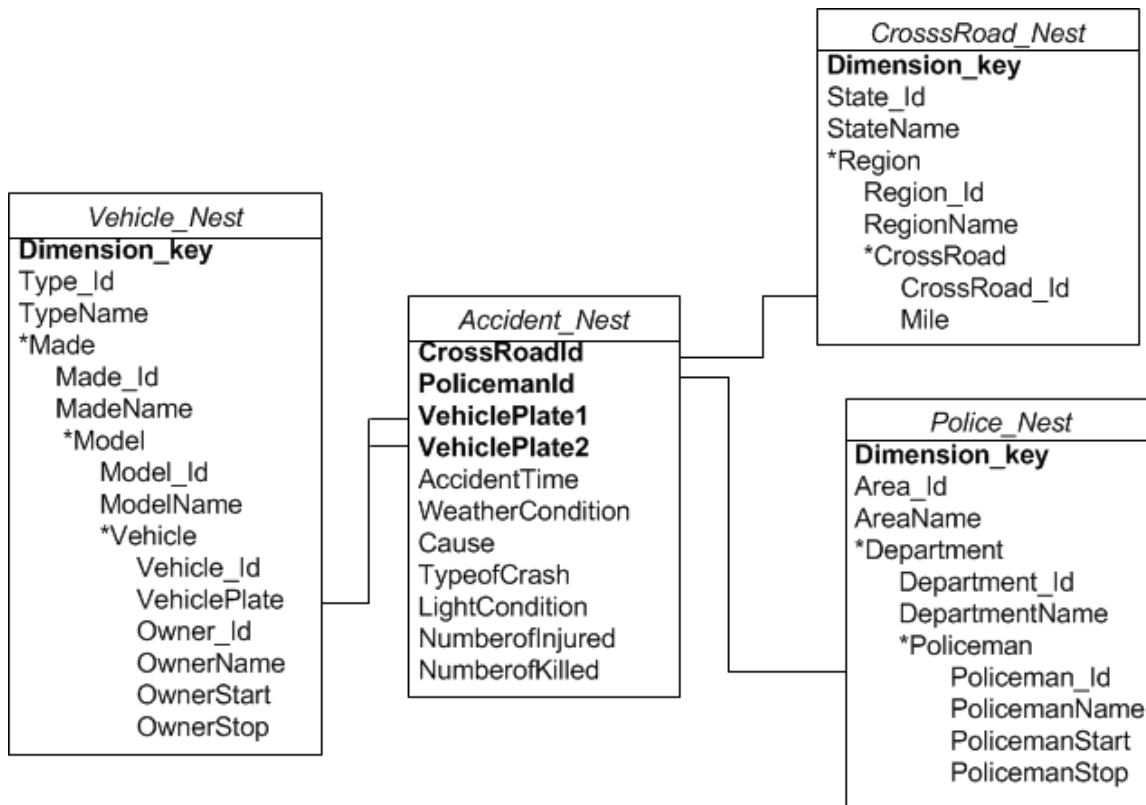 CrosssRoad_Nest
Dimension_key
State_Id
StateName
*Region
Region_Id
RegionName
*CrossRoad
CrossRoad_Id
Mile
Vehicle_Nest
Dimension_key
Type_Id
TypeName
*Made
Made_Id
MadeName
*Model
Model_Id
ModelName
*Vehicle
Vehicle_Id
VehiclePlate
Owner_Id
OwnerName
OwnerStart
OwnerStop
Accident_Nest
CrossRoadId
PolicemanId
VehiclePlate1
VehiclePlate2
AccidentTime
WeatherCondition
Cause
TypeofCrash
LightCondition
NumberofInjured
NumberofKilled
Police_Nest
Dimension_key
Area_Id
AreaName
*Department
Department_Id
DepartmentName
*Policeman
Policeman_Id
PolicemanName
PolicemanStart
PolicemanStop